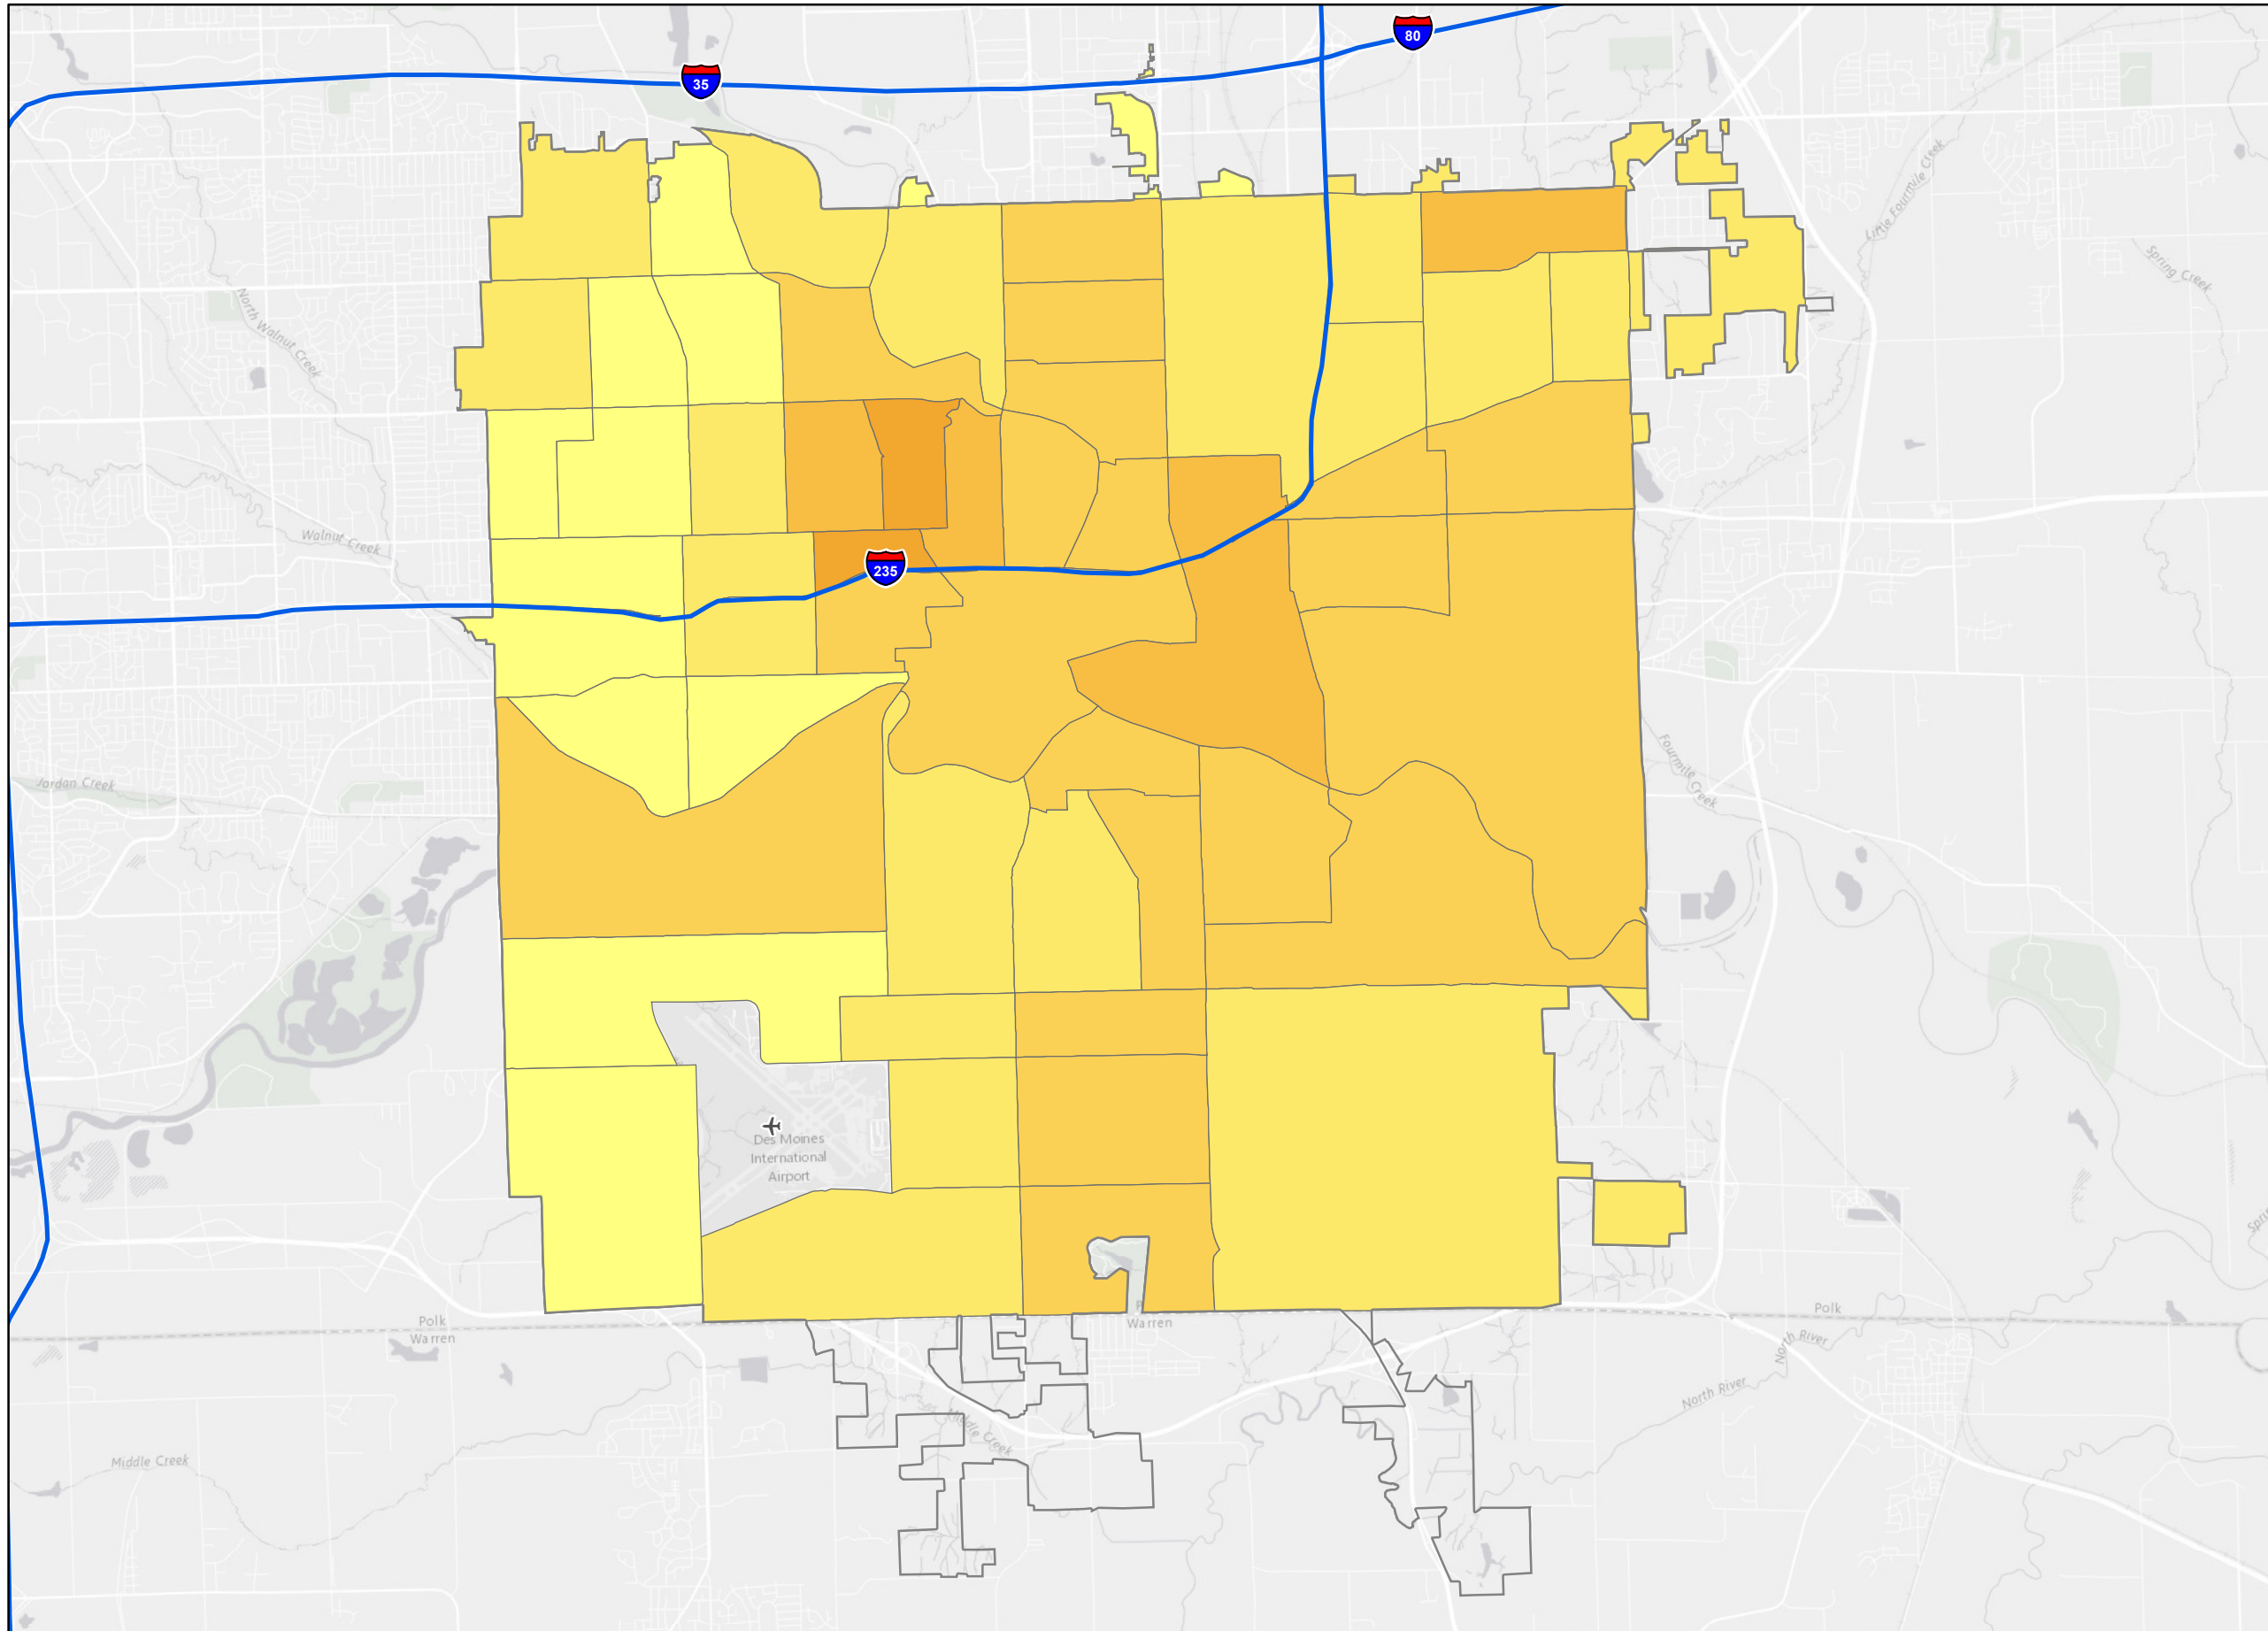 80
35
Little Fourmile Creek
Spring Creek
North Walnut Creek
Walnut Creek
235
Fourmile Creek
Jordan Creek
Des Moines
International
Airport
Polk
Warren
Warren
Polk
North River
North River
Middle Creek
Middle Creek